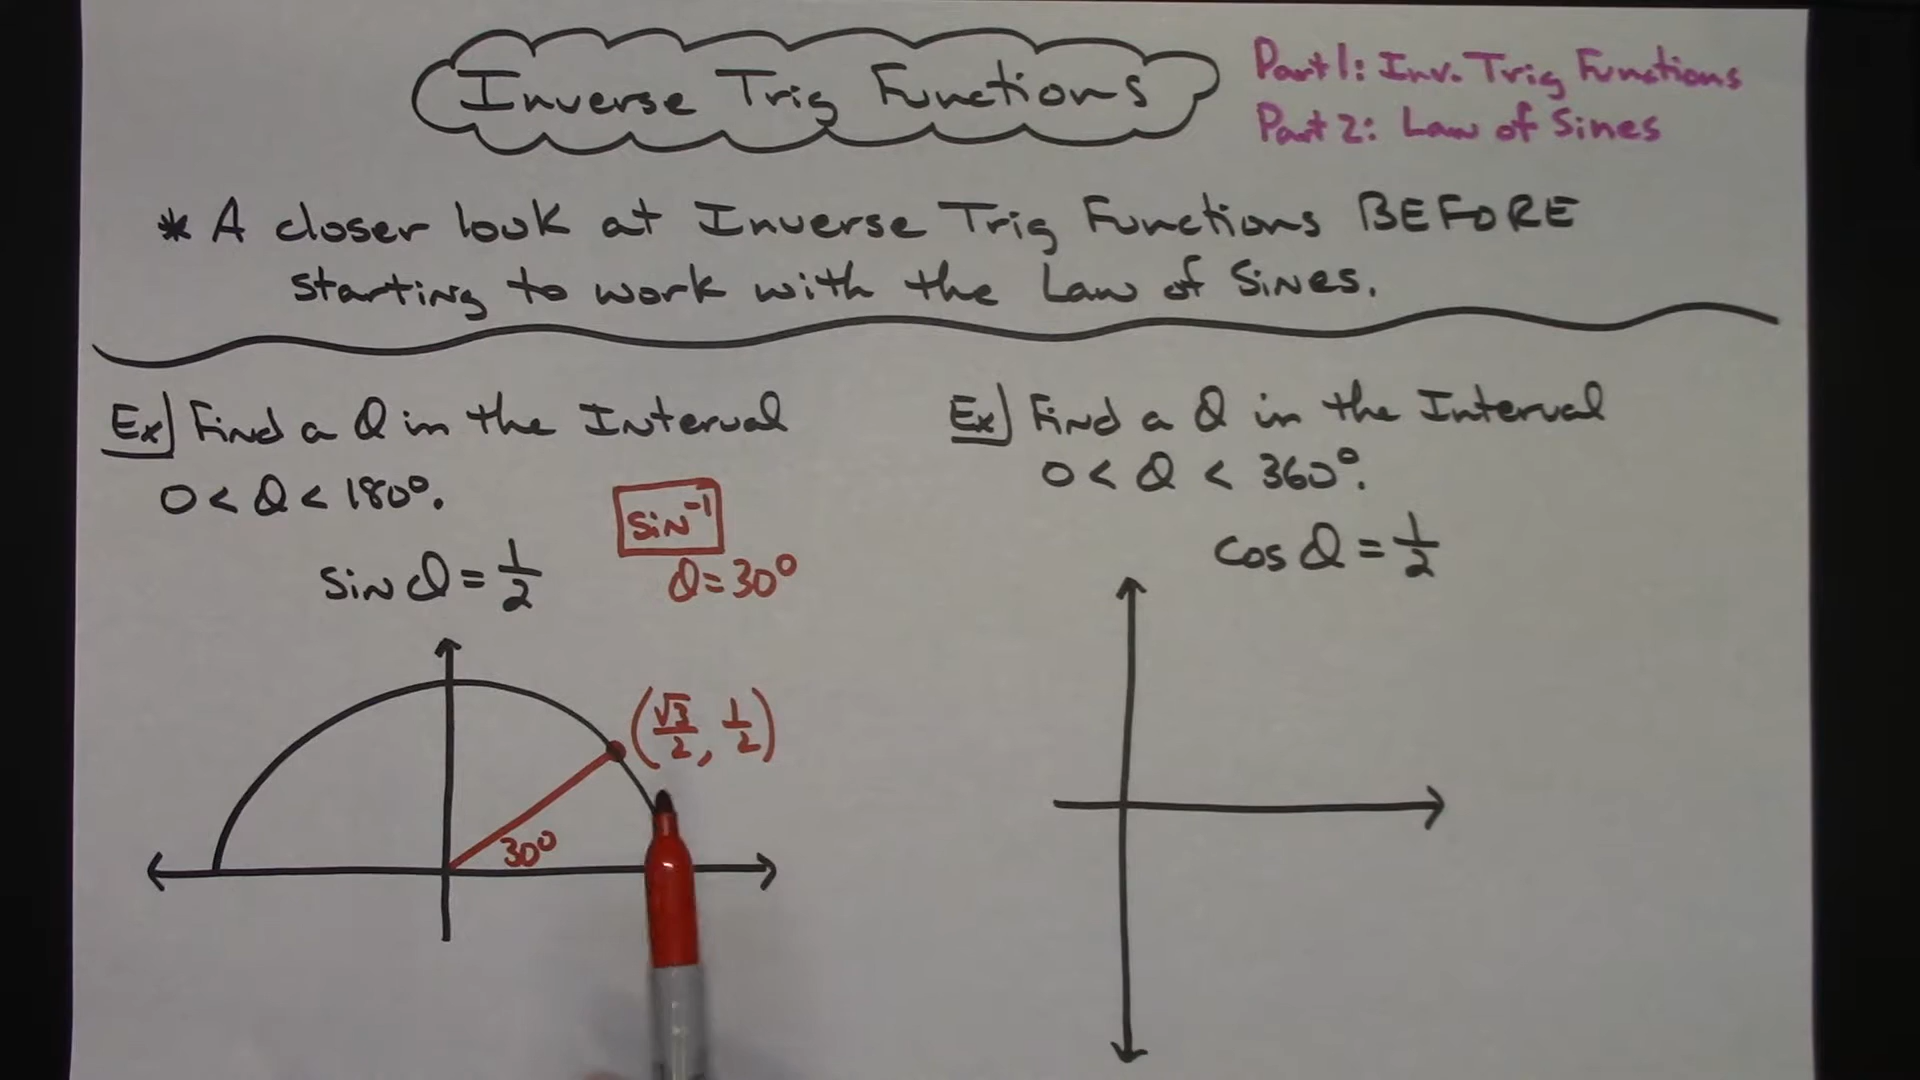 Inverse Trig Functions
Part 1: Inv. Trig Functions
Part 2: Law of Sines
* A closer look at Inverse Trig Functions BEFORE
starting to work with the Law of Sines.
Ex) Find a θ in the Interval
0 < θ < 180°.
sin⁻¹
sin θ = 1/2
θ = 30°
(√3/2, 1/2)
30°
Ex) Find a θ in the Interval
0 < θ < 360°.
cos θ = 1/2